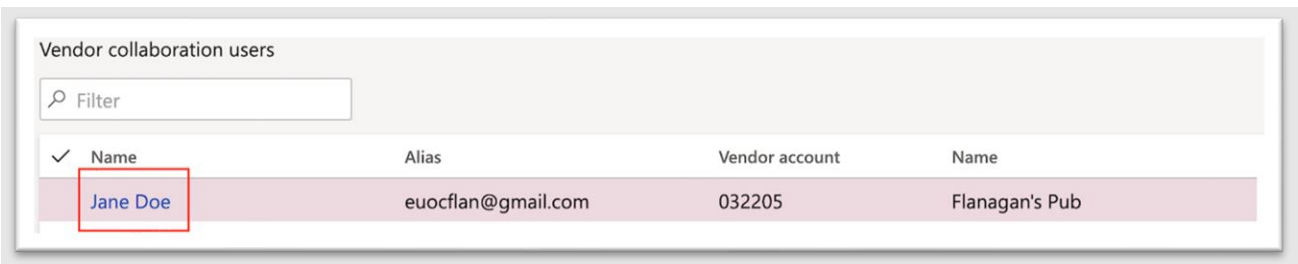 Vendor collaboration users
Filter
Name Alias Vendor account Name
Jane Doe euocflan@gmail.com 032205 Flanagan's Pub